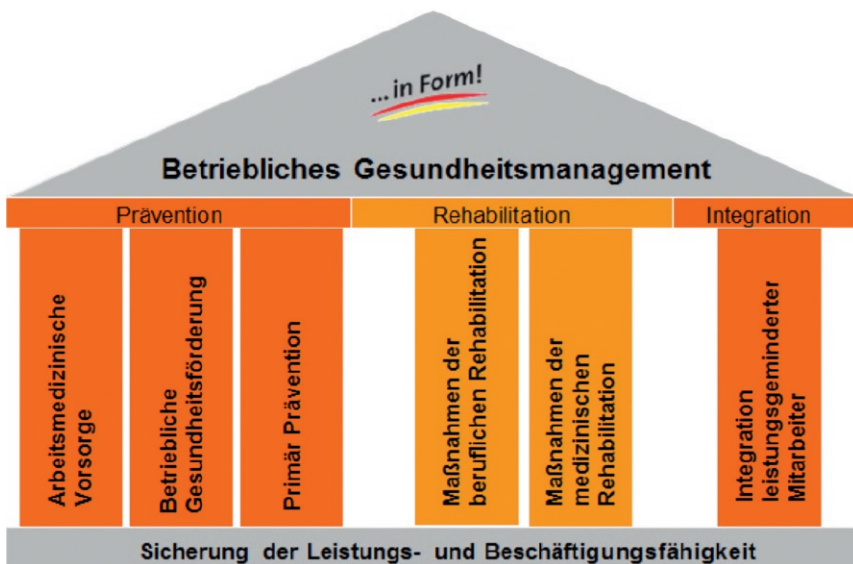 ...in Form!
Betriebliches Gesundheitsmanagement
Prävention
Rehabilitation
Integration
Arbeitsmedizinische
Vorsorge
Betriebliche
Gesundheitsförderung
Primär Prävention
Maßnahmen der
beruflichen Rehabilitation
Maßnahmen der
medizinischen
Rehabilitation
Integration
leistungsgeminderter
Mitarbeiter
Sicherung der Leistungs- und Beschäftigungsfähigkeit